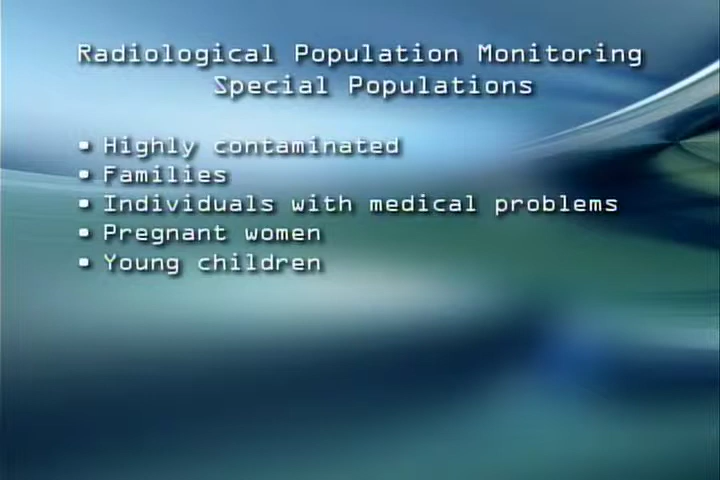 Radiological Population Monitoring
Special Populations
• Highly contaminated
• Families
• Individuals with medical problems
• Pregnant women
• Young children